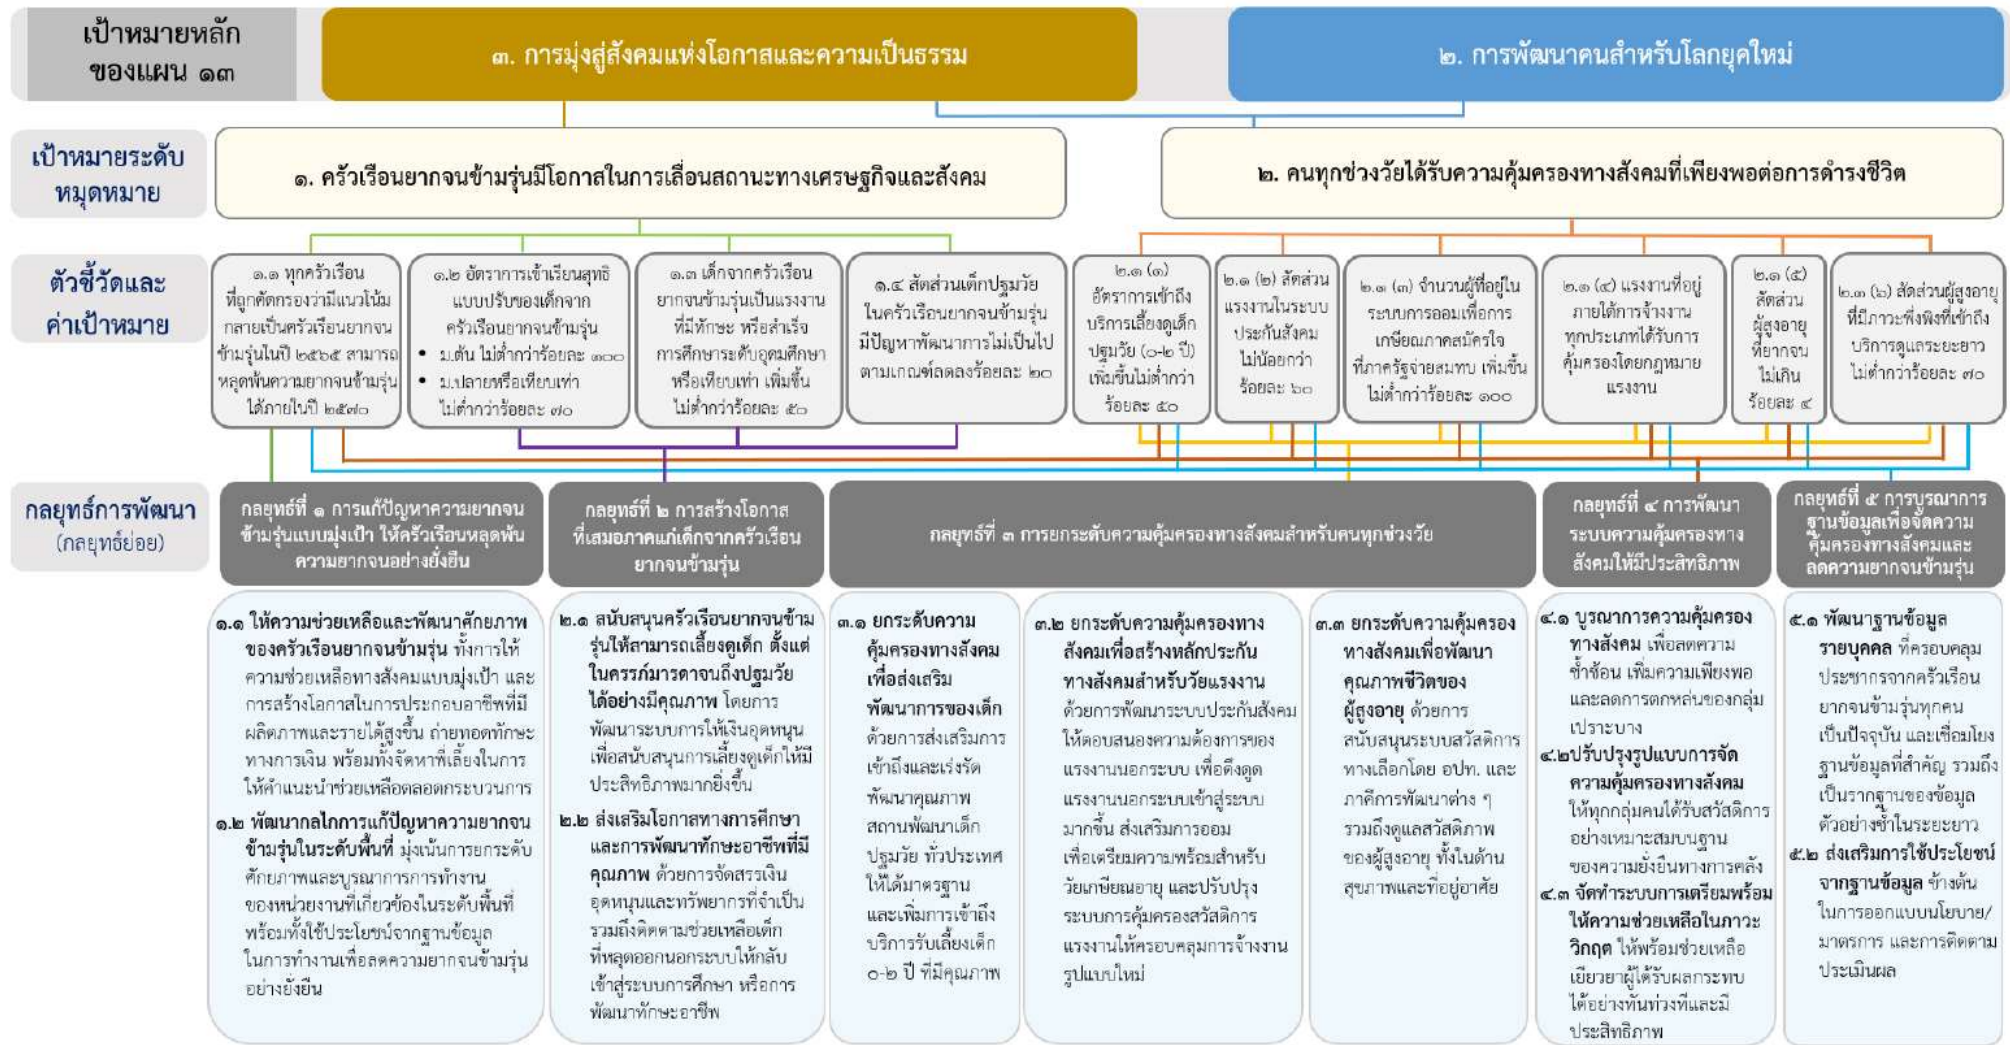 เป้าหมายหลัก
ของแผน ๑๓
๓. การมุ่งสู่สังคมแห่งโอกาสและความเป็นธรรม
๒. การพัฒนาคนสำหรับโลกยุคใหม่
เป้าหมายระดับ
หมุดหมาย
๑. ครัวเรือนยากจนข้ามรุ่นมีโอกาสในการเลื่อนสถานะทางเศรษฐกิจและสังคม
๒. คนทุกช่วงวัยได้รับความคุ้มครองทางสังคมที่เพียงพอต่อการดำรงชีวิต
ตัวชี้วัดและ
ค่าเป้าหมาย
๑.๑ ทุกครัวเรือน
ที่ถูกคัดกรองว่ามีแนวโน้ม
กลายเป็นครัวเรือนยากจน
ข้ามรุ่นในปี ๒๕๖๕ สามารถ
หลุดพ้นความยากจนข้ามรุ่น
ได้ภายในปี ๒๕๗๐
๑.๒ อัตราการเข้าเรียนสุทธิ
แบบปรับของเด็กจาก
ครัวเรือนยากจนข้ามรุ่น
• ม.ต้น ไม่ต่ำกว่าร้อยละ ๑๐๐
• ม.ปลายหรือเทียบเท่า
ไม่ต่ำกว่าร้อยละ ๗๐
๑.๓ เด็กจากครัวเรือน
ยากจนข้ามรุ่นเป็นแรงงาน
ที่มีทักษะ หรือสำเร็จ
การศึกษาระดับอุดมศึกษา
หรือเทียบเท่า เพิ่มขึ้น
ไม่ต่ำกว่าร้อยละ ๕๐
๑.๔ สัดส่วนเด็กปฐมวัย
ในครัวเรือนยากจนข้ามรุ่น
มีปัญหาพัฒนาการไม่เป็นไป
ตามเกณฑ์ลดลงร้อยละ ๒๐
๒.๑ (๑)
อัตราการเข้าถึง
บริการเลี้ยงดูเด็ก
ปฐมวัย (๐-๒ ปี)
เพิ่มขึ้นไม่ต่ำกว่า
ร้อยละ ๕๐
๒.๑ (๒) สัดส่วน
แรงงานในระบบ
ประกันสังคม
ไม่น้อยกว่า
ร้อยละ ๖๐
๒.๑ (๓) จำนวนผู้ที่อยู่ใน
ระบบการออมเพื่อการ
เกษียณภาคสมัครใจ
ที่ภาครัฐจ่ายสมทบ เพิ่มขึ้น
ไม่ต่ำกว่าร้อยละ ๑๐๐
๒.๑ (๔) แรงงานที่อยู่
ภายใต้การจ้างงาน
ทุกประเภทได้รับการ
คุ้มครองโดยกฎหมาย
แรงงาน
๒.๑ (๕)
สัดส่วน
ผู้สูงอายุ
ที่ยากจน
ไม่เกิน
ร้อยละ ๔
๒.๑ (๖) สัดส่วนผู้สูงอายุ
ที่มีภาวะพึ่งพิงที่เข้าถึง
บริการดูแลระยะยาว
ไม่ต่ำกว่าร้อยละ ๗๐
กลยุทธ์การพัฒนา
(กลยุทธ์ย่อย)
กลยุทธ์ที่ ๑ การแก้ปัญหาความยากจน
ข้ามรุ่นแบบมุ่งเป้า ให้ครัวเรือนหลุดพ้น
ความยากจนอย่างยั่งยืน
กลยุทธ์ที่ ๒ การสร้างโอกาส
ที่เสมอภาคแก่เด็กจากครัวเรือน
ยากจนข้ามรุ่น
กลยุทธ์ที่ ๓ การยกระดับความคุ้มครองทางสังคมสำหรับคนทุกช่วงวัย
กลยุทธ์ที่ ๔ การพัฒนา
ระบบความคุ้มครองทาง
สังคมให้มีประสิทธิภาพ
กลยุทธ์ที่ ๕ การบูรณาการ
ฐานข้อมูลเพื่อจัดความ
คุ้มครองทางสังคมและ
ลดความยากจนข้ามรุ่น
๑.๑ ให้ความช่วยเหลือและพัฒนาศักยภาพ
ของครัวเรือนยากจนข้ามรุ่น ทั้งการให้
ความช่วยเหลือทางสังคมแบบมุ่งเป้า และ
การสร้างโอกาสในการประกอบอาชีพที่มี
ผลิตภาพและรายได้สูงขึ้น ถ่ายทอดทักษะ
ทางการเงิน พร้อมทั้งจัดหาพี่เลี้ยงในการ
ให้คำแนะนำช่วยเหลือตลอดกระบวนการ
๑.๒ พัฒนากลไกการแก้ปัญหาความยากจน
ข้ามรุ่นในระดับพื้นที่ มุ่งเน้นการยกระดับ
ศักยภาพและบูรณาการการทำงาน
ของหน่วยงานที่เกี่ยวข้องในระดับพื้นที่
พร้อมทั้งใช้ประโยชน์จากฐานข้อมูล
ในการทำงานเพื่อลดความยากจนข้ามรุ่น
อย่างยั่งยืน
๒.๑ สนับสนุนครัวเรือนยากจนข้าม
รุ่นให้สามารถเลี้ยงดูเด็ก ตั้งแต่
ในครรภ์มารดาจนถึงปฐมวัย
ได้อย่างมีคุณภาพ โดยการ
พัฒนาระบบการให้เงินอุดหนุน
เพื่อสนับสนุนการเลี้ยงดูเด็กให้มี
ประสิทธิภาพมากยิ่งขึ้น
๒.๒ ส่งเสริมโอกาสทางการศึกษา
และการพัฒนาทักษะอาชีพที่มี
คุณภาพ ด้วยการจัดสรรเงิน
อุดหนุนและทรัพยากรที่จำเป็น
รวมถึงติดตามช่วยเหลือเด็ก
ที่หลุดออกนอกระบบให้กลับ
เข้าสู่ระบบการศึกษา หรือการ
พัฒนาทักษะอาชีพ
๓.๑ ยกระดับความ
คุ้มครองทางสังคม
เพื่อส่งเสริม
พัฒนาการของเด็ก
ด้วยการส่งเสริมการ
เข้าถึงและเร่งรัด
พัฒนาคุณภาพ
สถานพัฒนาเด็ก
ปฐมวัย ทั่วประเทศ
ให้ได้มาตรฐาน
และเพิ่มการเข้าถึง
บริการรับเลี้ยงเด็ก
๐-๒ ปี ที่มีคุณภาพ
๓.๒ ยกระดับความคุ้มครองทาง
สังคมเพื่อสร้างหลักประกัน
ทางสังคมสำหรับวัยแรงงาน
ด้วยการพัฒนาระบบประกันสังคม
ให้ตอบสนองความต้องการของ
แรงงานนอกระบบ เพื่อดึงดูด
แรงงานนอกระบบเข้าสู่ระบบ
มากขึ้น ส่งเสริมการออม
เพื่อเตรียมความพร้อมสำหรับ
วัยเกษียณอายุ และปรับปรุง
ระบบการคุ้มครองสวัสดิการ
แรงงานให้ครอบคลุมการจ้างงาน
รูปแบบใหม่
๓.๓ ยกระดับความคุ้มครอง
ทางสังคมเพื่อพัฒนา
คุณภาพชีวิตของ
ผู้สูงอายุ ด้วยการ
สนับสนุนระบบสวัสดิการ
ทางเลือกโดย อปท. และ
ภาคีการพัฒนาต่าง ๆ
รวมถึงดูแลสวัสดิภาพ
ของผู้สูงอายุ ทั้งในด้าน
สุขภาพและที่อยู่อาศัย
๔.๑ บูรณาการความคุ้มครอง
ทางสังคม เพื่อลดความ
ซ้ำซ้อน เพิ่มความเพียงพอ
และลดการตกหล่นของกลุ่ม
เปราะบาง
๔.๒ปรับปรุงรูปแบบการจัด
ความคุ้มครองทางสังคม
ให้ทุกกลุ่มคนได้รับสวัสดิการ
อย่างเหมาะสมบนฐาน
ของความยั่งยืนทางการคลัง
๔.๓ จัดทำระบบการเตรียมพร้อม
ให้ความช่วยเหลือในภาวะ
วิกฤต ให้พร้อมช่วยเหลือ
เยียวยาผู้ได้รับผลกระทบ
ได้อย่างทันท่วงทีและมี
ประสิทธิภาพ
๕.๑ พัฒนาฐานข้อมูล
รายบุคคล ที่ครอบคลุม
ประชากรจากครัวเรือน
ยากจนข้ามรุ่นทุกคน
เป็นปัจจุบัน และเชื่อมโยง
ฐานข้อมูลที่สำคัญ รวมถึง
เป็นรากฐานของข้อมูล
ตัวอย่างซ้ำในระยะยาว
๕.๒ ส่งเสริมการใช้ประโยชน์
จากฐานข้อมูล ข้างต้น
ในการออกแบบนโยบาย/
มาตรการ และการติดตาม
ประเมินผล